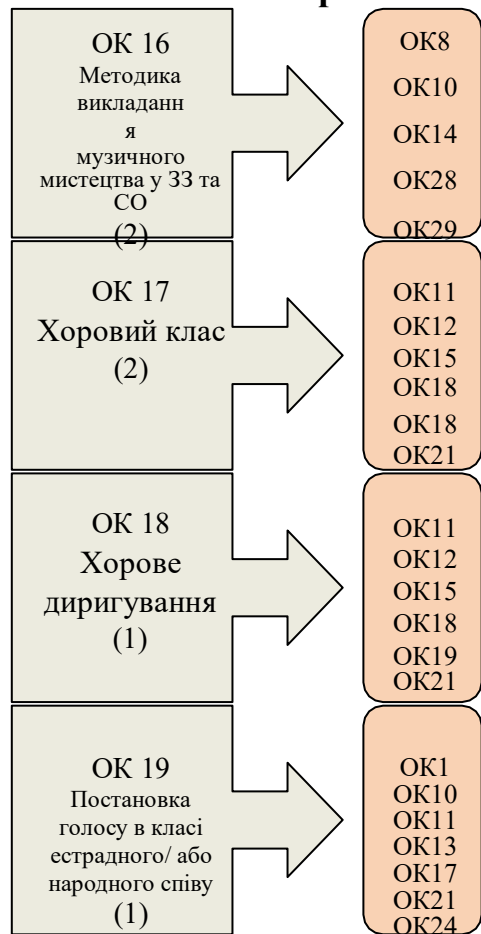 ОК 16
Методика
викладанн
я
музичного
мистецтва у ЗЗ та
СО
(2)
ОК8
ОК10
ОК14
ОК28
ОК29
ОК 17
Хоровий клас
(2)
ОК11
ОК12
ОК15
ОК18
ОК18
ОК21
ОК 18
Хорове
диригування
(1)
ОК11
ОК12
ОК15
ОК18
ОК19
ОК21
ОК 19
Постановка
голосу в класі
естрадного/ або
народного співу
(1)
ОК1
ОК10
ОК11
ОК13
ОК17
ОК21
ОК24